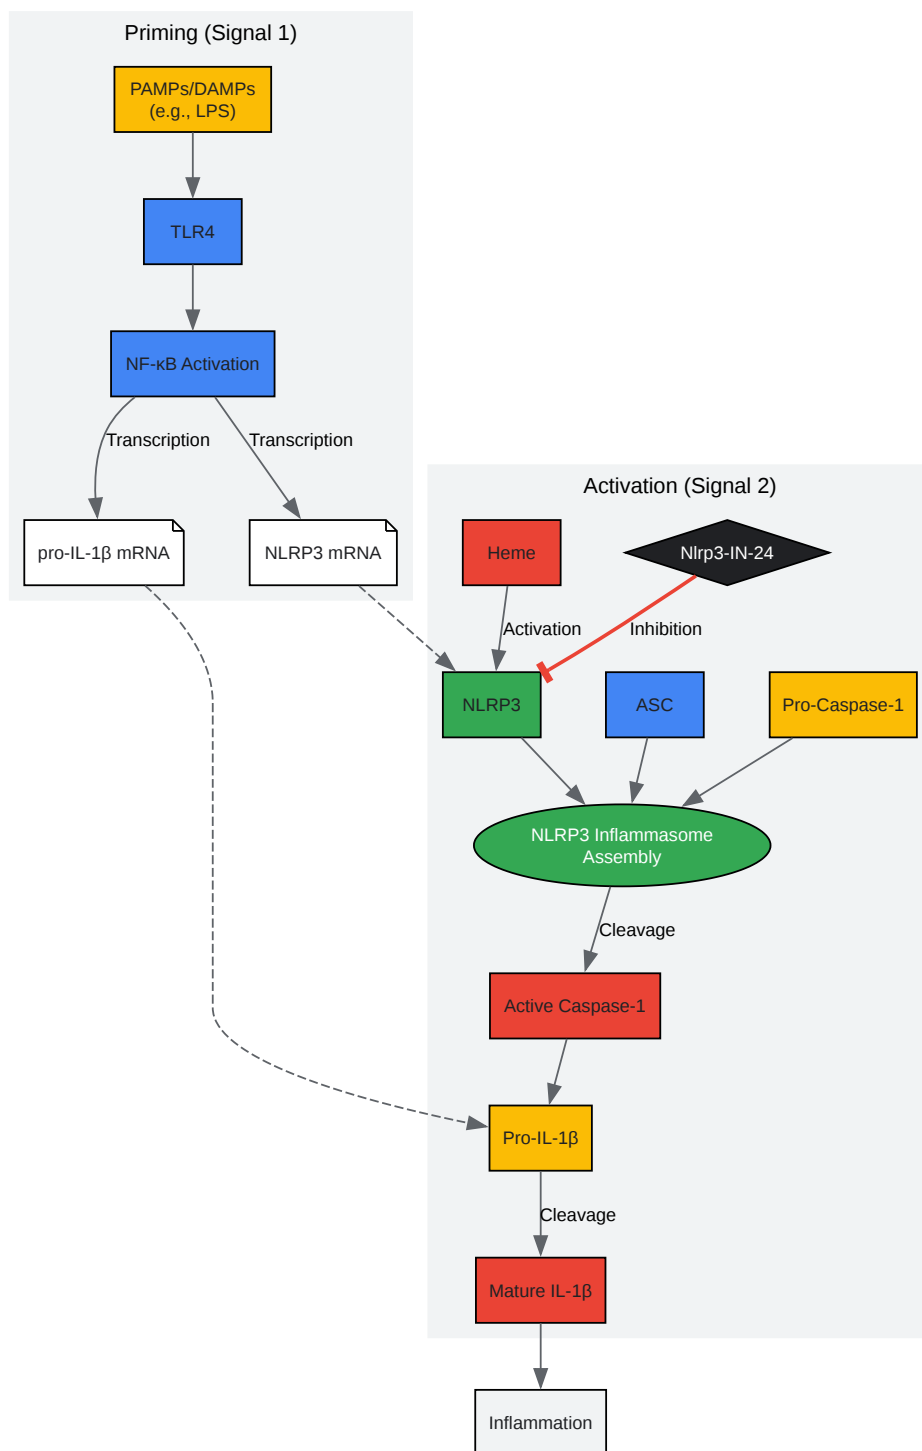 Priming (Signal 1)
PAMPs/DAMPs
(e.g., LPS)
TLR4
NF-κB Activation
Transcription
Transcription
pro-IL-1β mRNA
NLRP3 mRNA
Activation (Signal 2)
Heme
Nlrp3-IN-24
Activation
Inhibition
NLRP3
ASC
Pro-Caspase-1
NLRP3 Inflammasome
Assembly
Cleavage
Active Caspase-1
Pro-IL-1β
Cleavage
Mature IL-1β
Inflammation